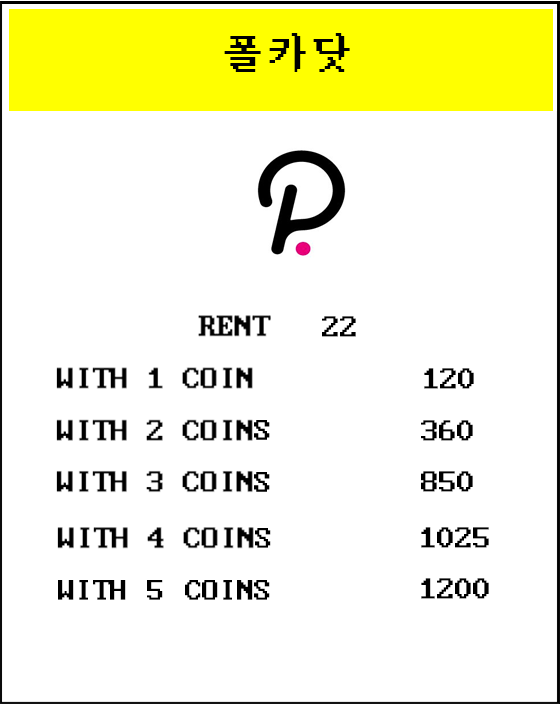 폴카닷
RENT 22
WITH 1 COIN 120
WITH 2 COINS 360
WITH 3 COINS 850
WITH 4 COINS 1025
WITH 5 COINS 1200